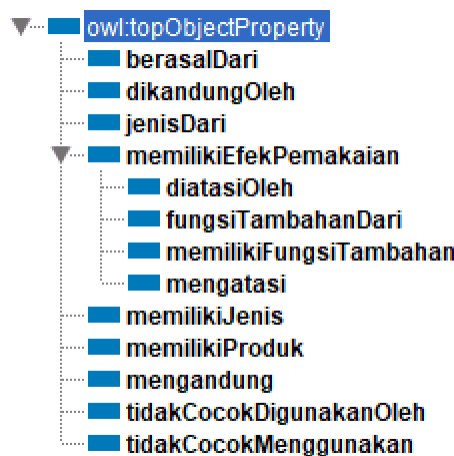 owl:topObjectProperty
berasalDari
dikandungOleh
jenisDari
memilikiEfekPemakaian
diatasiOleh
fungsiTambahanDari
memilikiFungsiTambahan
mengatasi
memilikiJenis
memilikiProduk
mengandung
tidakCocokDigunakanOleh
tidakCocokMenggunakan